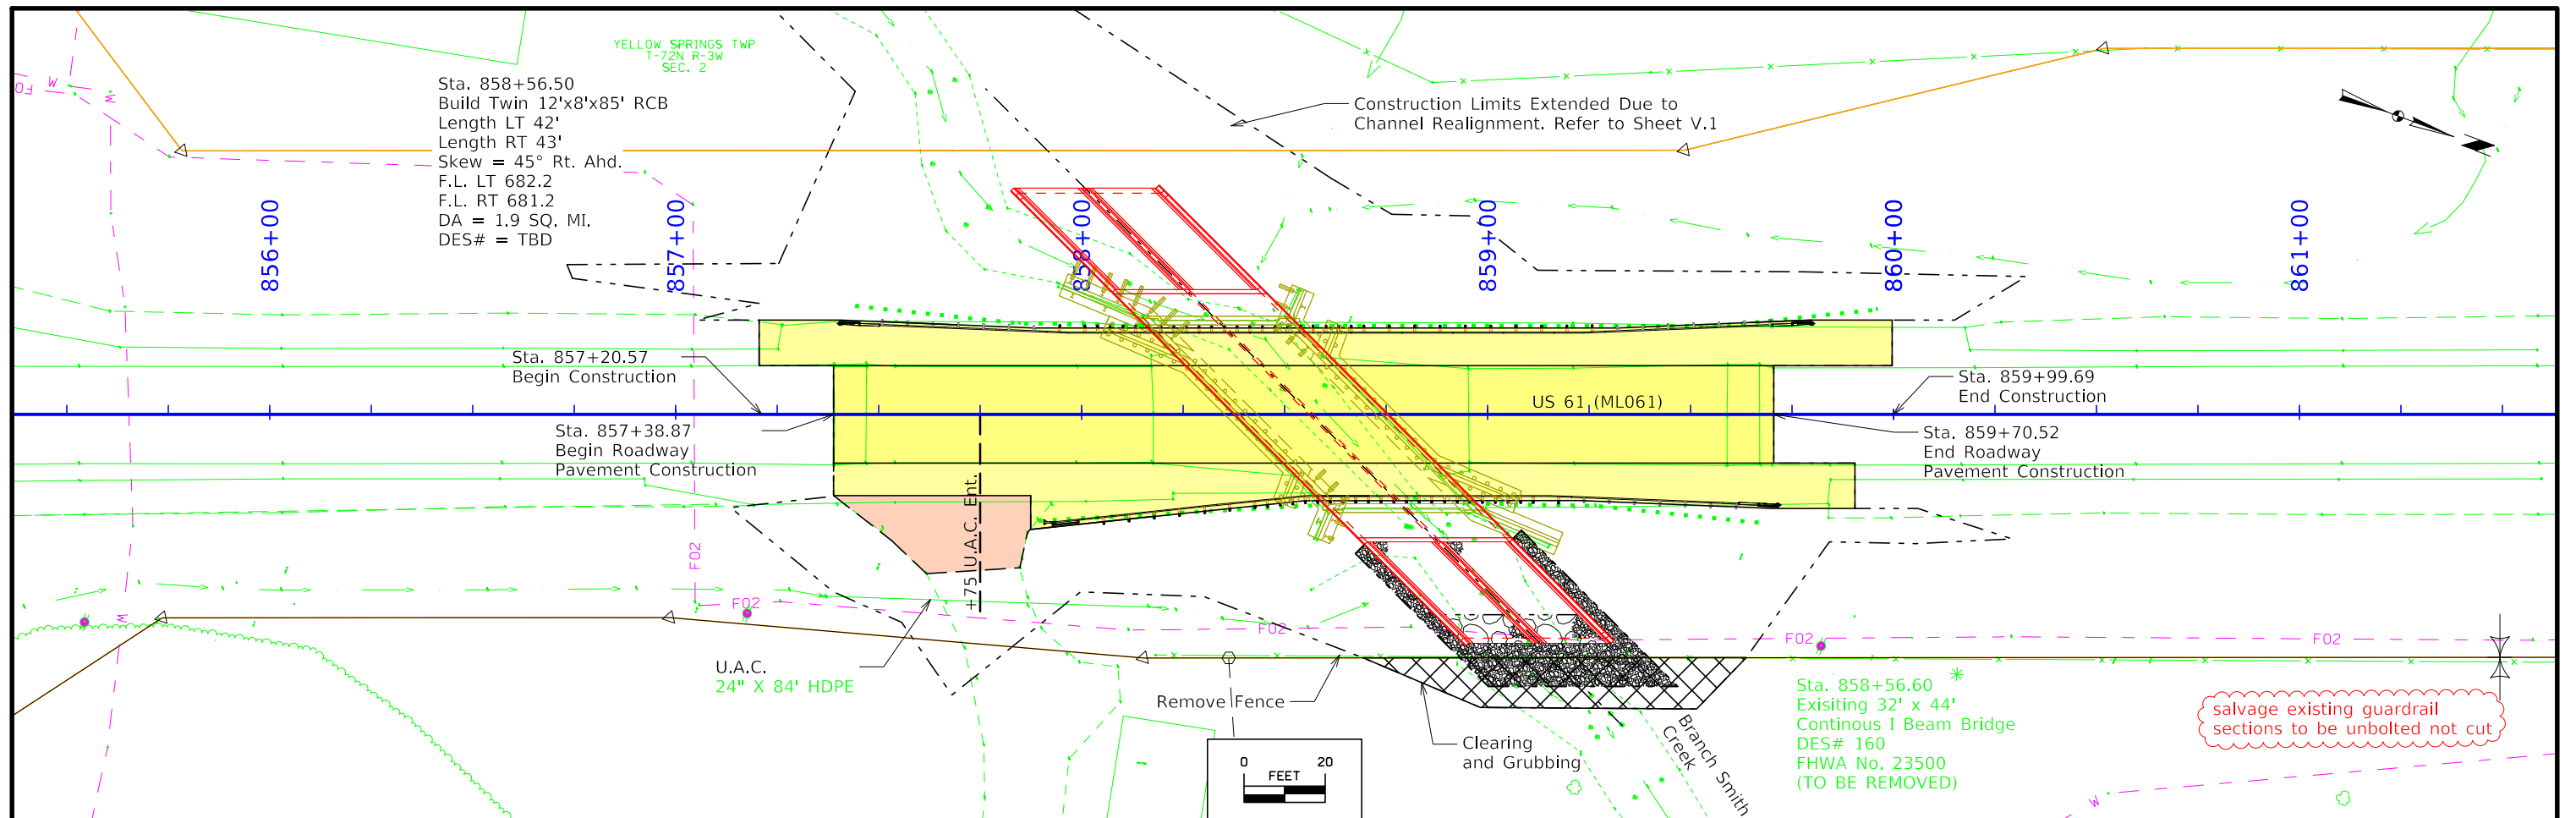 YELLOW SPRINGS TWP
T-72N R-3W
SEC. 2
Sta. 858+56.50
Build Twin 12'x8'x85' RCB
Length LT 42'
Length RT 43'
Skew = 45° Rt. Ahd.
F.L. LT 682.2
F.L. RT 681.2
DA = 1.9 SQ. MI.
DES# = TBD
Construction Limits Extended Due to
Channel Realignment. Refer to Sheet V.1
FO2
W
W
856+00
857+00
858+00
859+00
860+00
861+00
Sta. 857+20.57
Begin Construction
Sta. 857+38.87
Begin Roadway
Pavement Construction
US 61 (ML061)
Sta. 859+99.69
End Construction
Sta. 859+70.52
End Roadway
Pavement Construction
+75 U.A.C. Ent.
FO2
FO2
FO2
FO2
FO2
W
W
U.A.C.
24" X 84' HDPE
Remove Fence
Clearing
and Grubbing
Branch Smith
Creek
0 20
FEET
Sta. 858+56.60
Exisiting 32' x 44'
Continous I Beam Bridge
DES# 160
FHWA No. 23500
(TO BE REMOVED)
salvage existing guardrail
sections to be unbolted not cut
W